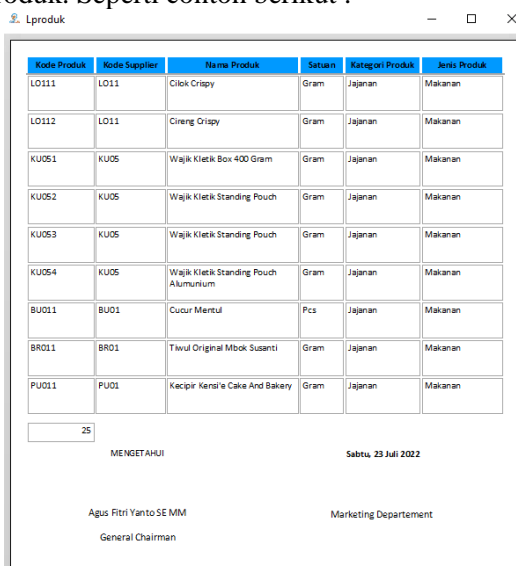 roduk. Seperti contoh berikut :
Lproduk
Kode Produk Kode Supplier Nama Produk Satuan Kategori Produk Jenis Produk
LO111 LO11 Cilok Crispy Gram Jajanan Makanan
LO112 LO11 Cireng Crispy Gram Jajanan Makanan
KU051 KU05 Wajik Kletik Box 400 Gram Gram Jajanan Makanan
KU052 KU05 Wajik Kletik Standing Pouch Gram Jajanan Makanan
KU053 KU05 Wajik Kletik Standing Pouch Gram Jajanan Makanan
KU054 KU05 Wajik Kletik Standing Pouch Gram Jajanan Makanan
Alumunium
BU011 BU01 Cucur Mentul Pcs Jajanan Makanan
BR011 BR01 Tiwul Original Mbok Susanti Gram Jajanan Makanan
PU011 PU01 Kecipir Kensi'e Cake And Bakery Gram Jajanan Makanan
25
MENGETAHUI Sabtu, 23 Juli 2022
Agus Fitri Yanto SE MM Marketing Departement
General Chairman